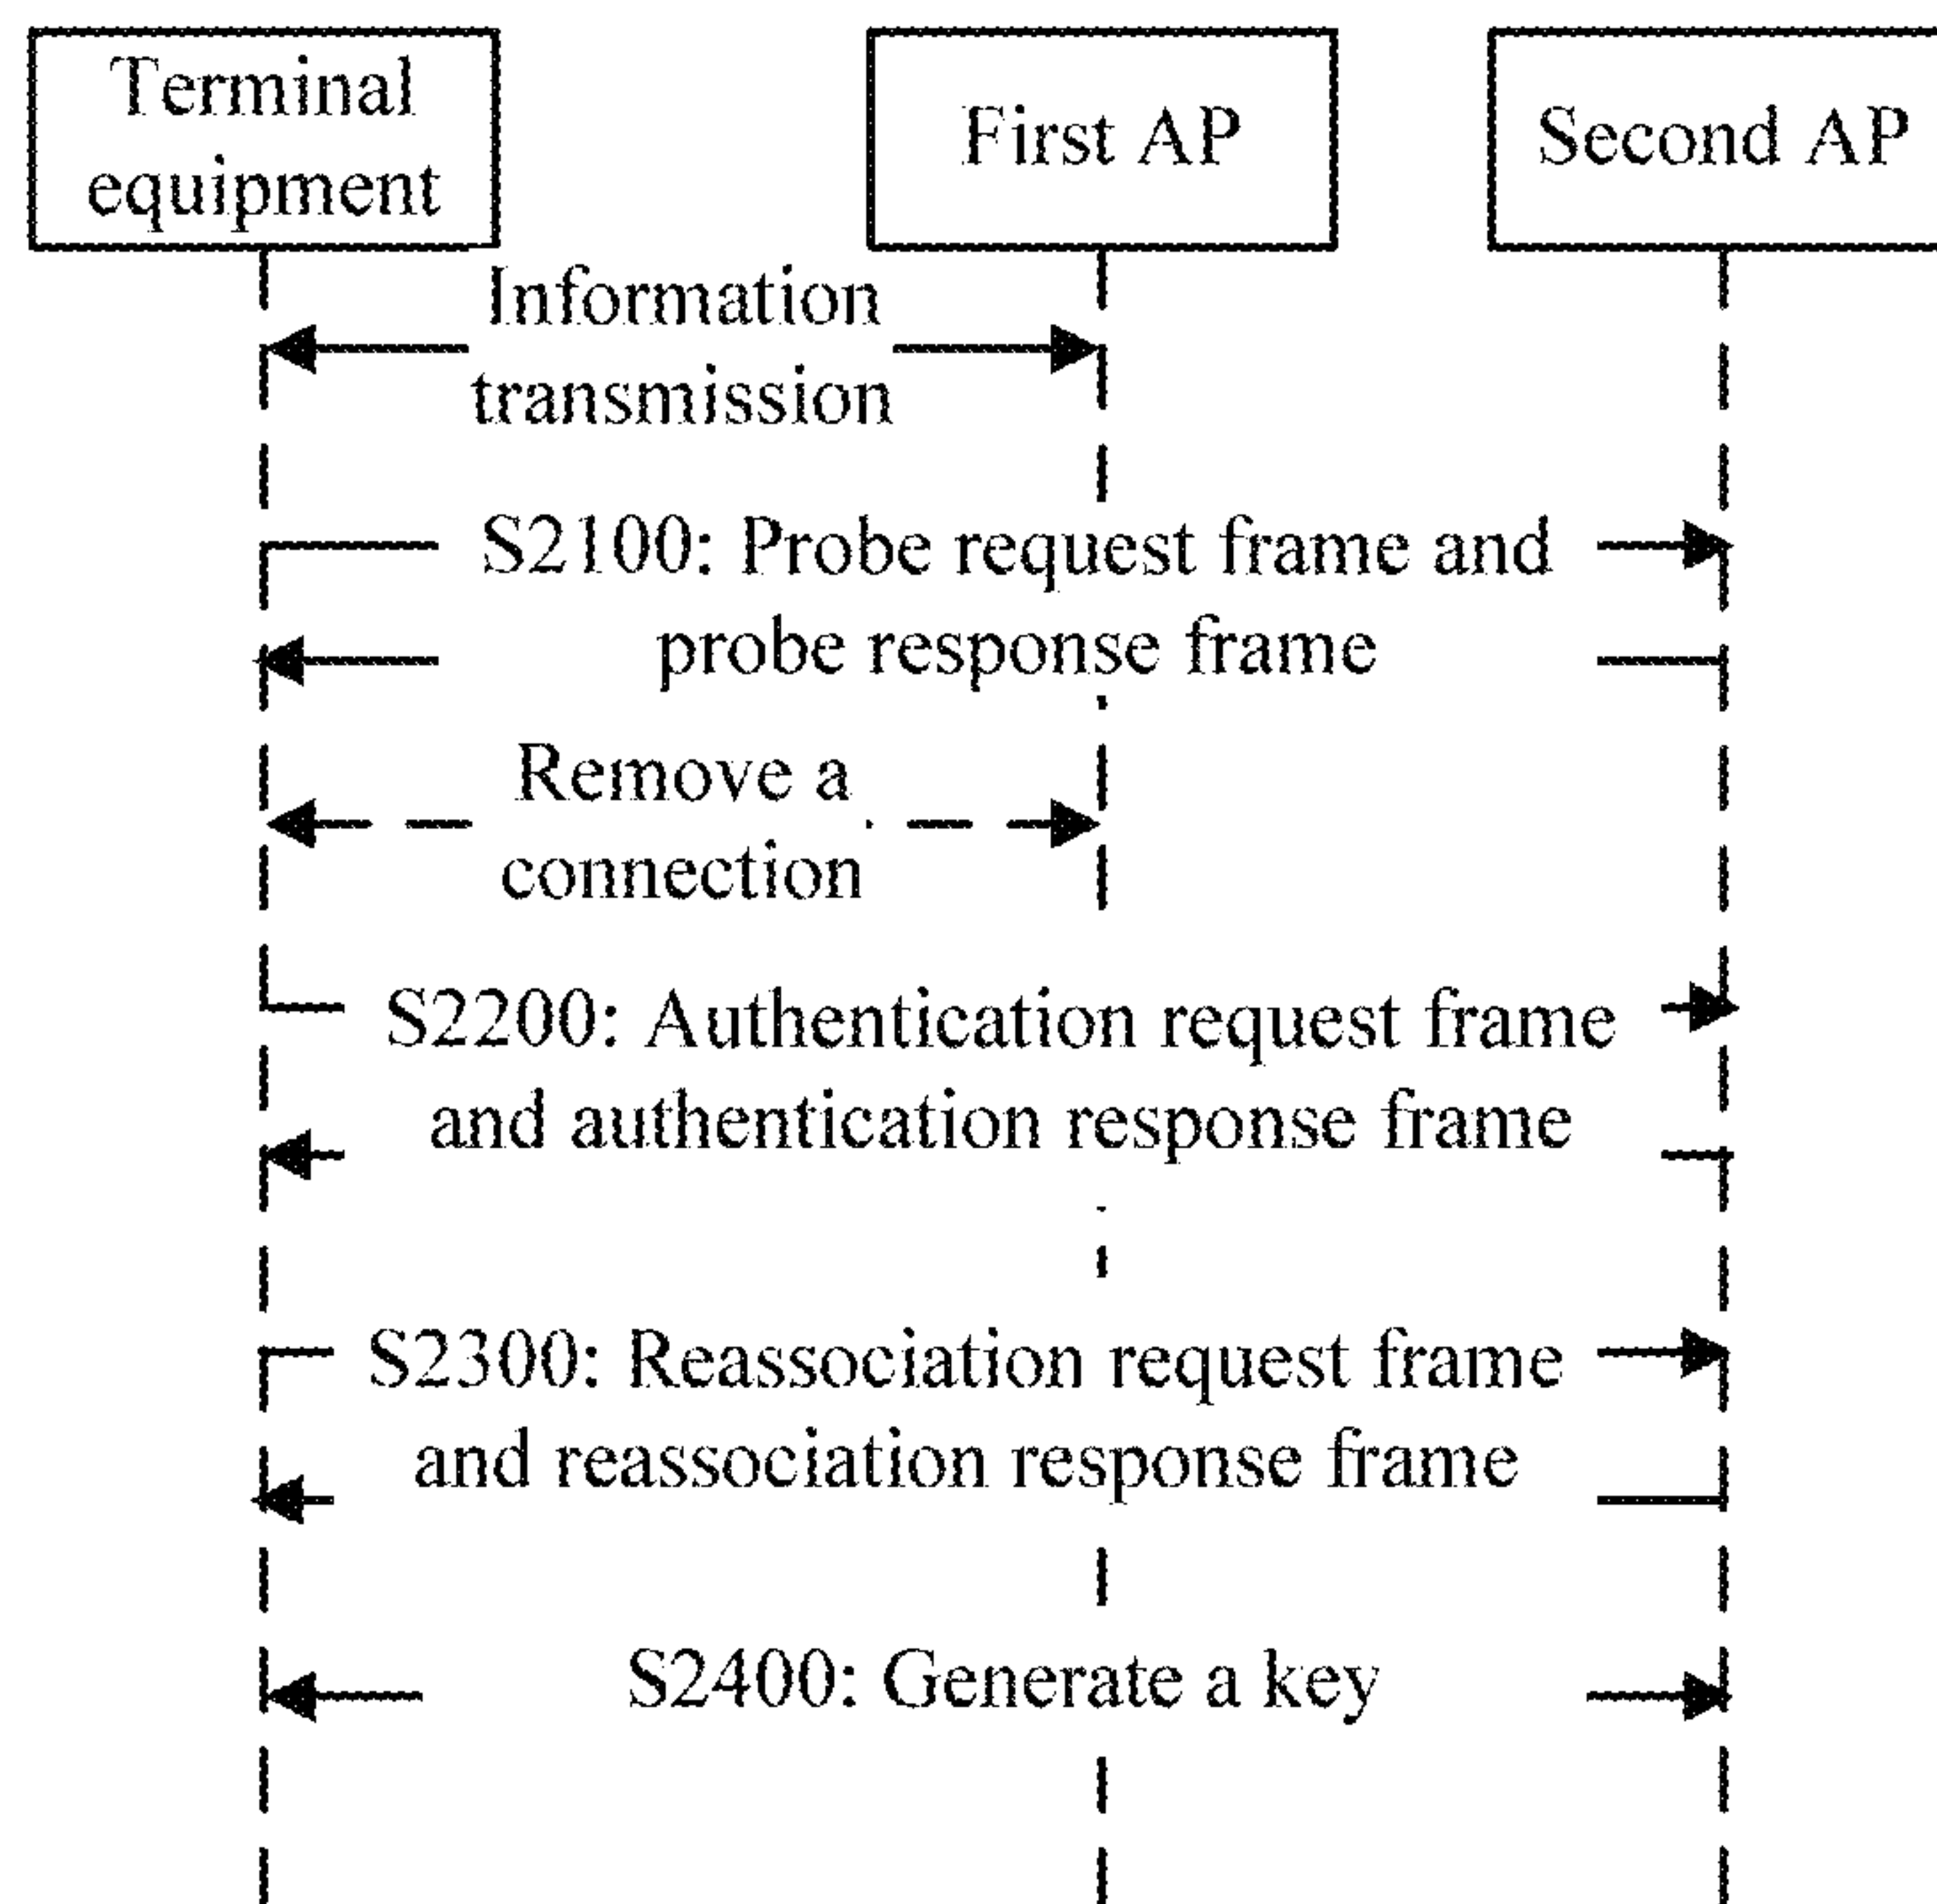 Terminal
equipment
First AP
Second AP
Information
transmission
S2100: Probe request frame and
probe response frame
Remove a
connection
S2200: Authentication request frame
and authentication response frame
S2300: Reassociation request frame
and reassociation response frame
S2400: Generate a key